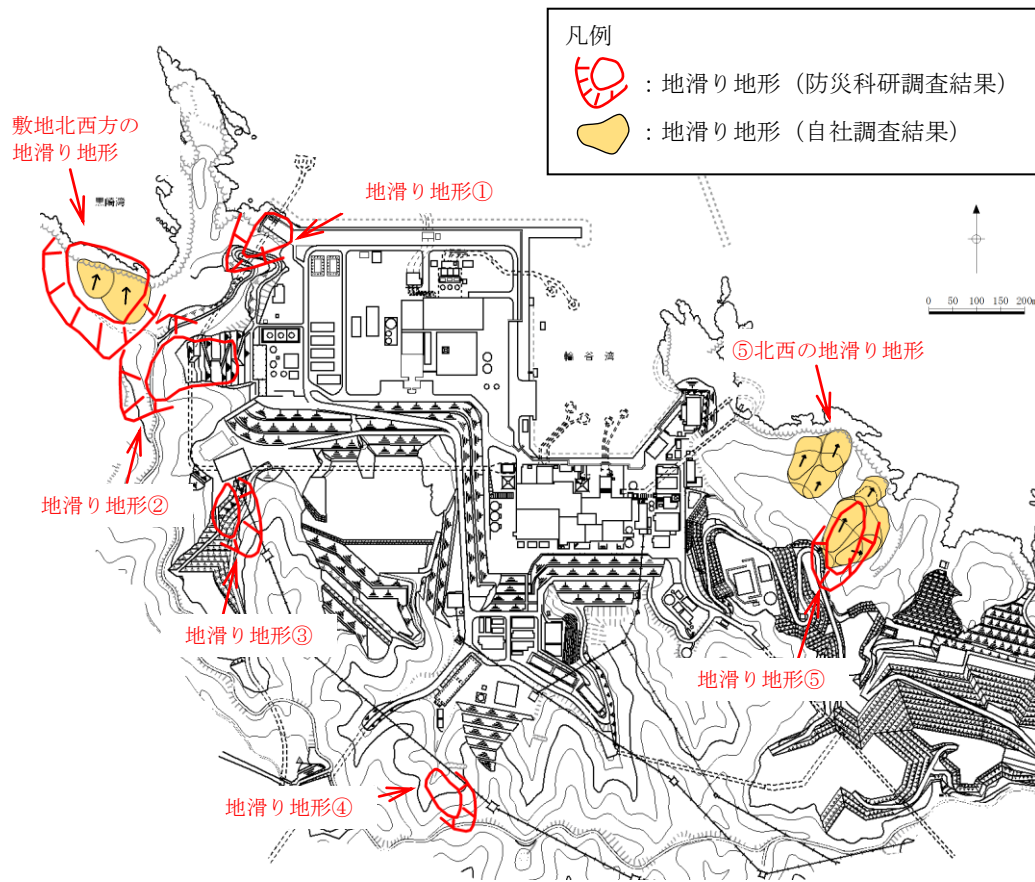 凡例
：地滑り地形（防災科研調査結果）
：地滑り地形（自社調査結果）
敷地北西方の
地滑り地形
地滑り地形①
黒崎湾
0 50 100 150 200m
輪谷湾
⑤北西の地滑り地形
地滑り地形②
地滑り地形③
地滑り地形⑤
地滑り地形④